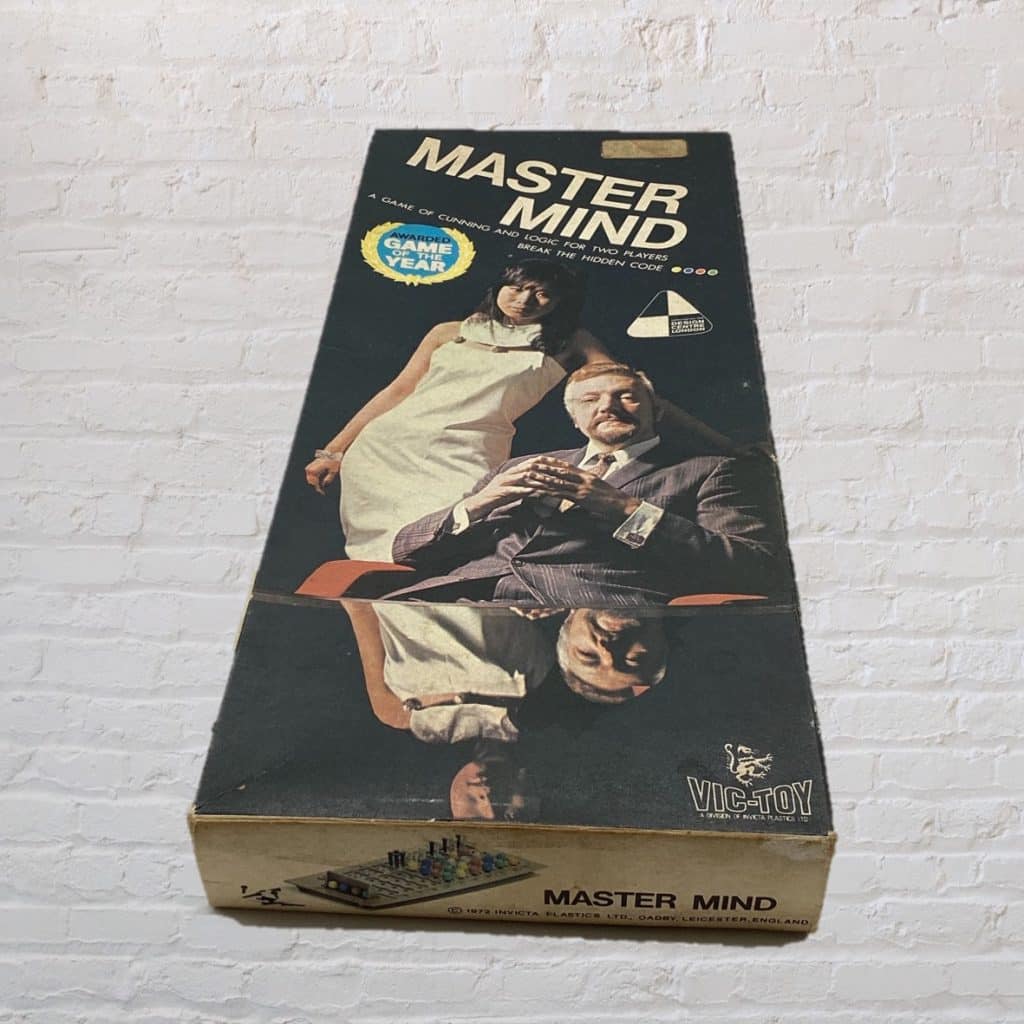 MASTER
MIND
A GAME OF CUNNING AND LOGIC FOR TWO PLAYERS
BREAK THE HIDDEN CODE
AWARDED
GAME
OF THE
YEAR
DESIGN
CENTRE
LONDON
VIC-TOY
A DIVISION OF INVICTA PLASTICS LTD
MASTER MIND
© 1972 INVICTA PLASTICS LTD., OADBY, LEICESTER, ENGLAND